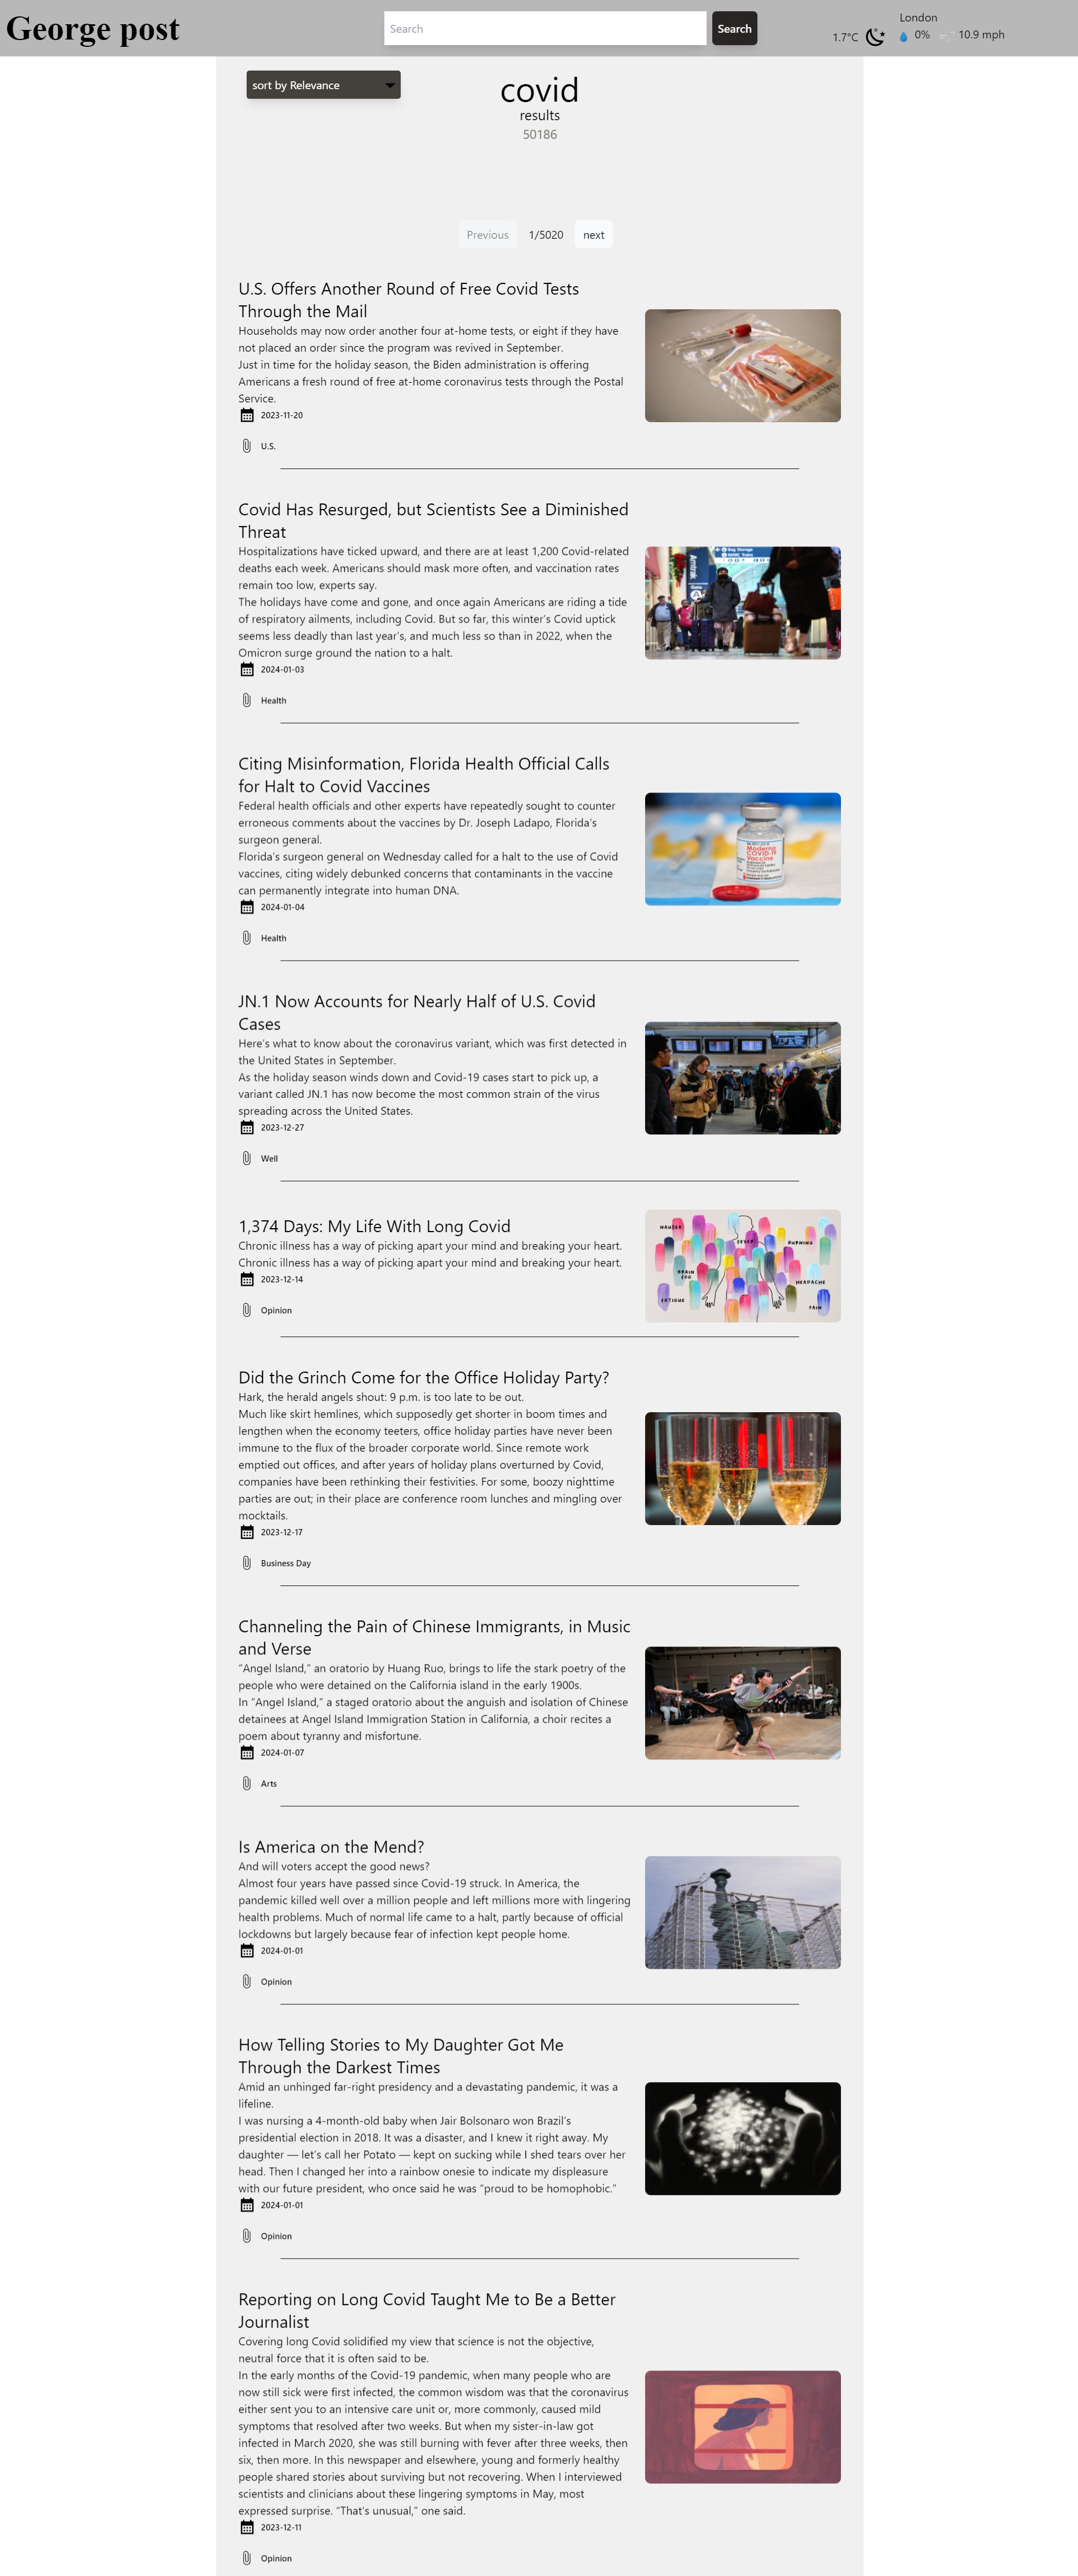 George post
Search
Search
London
1.7°C
0%
10.9 mph
sort by Relevance
covid
results
50186
Previous
1/5020
next
U.S. Offers Another Round of Free Covid Tests
Through the Mail
Households may now order another four at-home tests, or eight if they have
not placed an order since the program was revived in September.
Just in time for the holiday season, the Biden administration is offering
Americans a fresh round of free at-home coronavirus tests through the Postal
Service.
2023-11-20
U.S.
Covid Has Resurged, but Scientists See a Diminished
Threat
Hospitalizations have ticked upward, and there are at least 1,200 Covid-related
deaths each week. Americans should mask more often, and vaccination rates
remain too low, experts say.
The holidays have come and gone, and once again Americans are riding a tide
of respiratory ailments, including Covid. But so far, this winter’s Covid uptick
seems less deadly than last year’s, and much less so than in 2022, when the
Omicron surge ground the nation to a halt.
2024-01-03
Health
Citing Misinformation, Florida Health Official Calls
for Halt to Covid Vaccines
Federal health officials and other experts have repeatedly sought to counter
erroneous comments about the vaccines by Dr. Joseph Ladapo, Florida’s
surgeon general.
Florida’s surgeon general on Wednesday called for a halt to the use of Covid
vaccines, citing widely debunked concerns that contaminants in the vaccine
can permanently integrate into human DNA.
2024-01-04
Health
Moderna
COVID-19
Vaccine
JN.1 Now Accounts for Nearly Half of U.S. Covid
Cases
Here’s what to know about the coronavirus variant, which was first detected in
the United States in September.
As the holiday season winds down and Covid-19 cases start to pick up, a
variant called JN.1 has now become the most common strain of the virus
spreading across the United States.
2023-12-27
Well
1,374 Days: My Life With Long Covid
Chronic illness has a way of picking apart your mind and breaking your heart.
Chronic illness has a way of picking apart your mind and breaking your heart.
2023-12-14
Opinion
NAUSEA
FEVER
BURNING
BRAIN
FOG
HEADACHE
FATIGUE
PAIN
Did the Grinch Come for the Office Holiday Party?
Hark, the herald angels shout: 9 p.m. is too late to be out.
Much like skirt hemlines, which supposedly get shorter in boom times and
lengthen when the economy teeters, office holiday parties have never been
immune to the flux of the broader corporate world. Since remote work
emptied out offices, and after years of holiday plans overturned by Covid,
companies have been rethinking their festivities. For some, boozy nighttime
parties are out; in their place are conference room lunches and mingling over
mocktails.
2023-12-17
Business Day
Channeling the Pain of Chinese Immigrants, in Music
and Verse
“Angel Island,” an oratorio by Huang Ruo, brings to life the stark poetry of the
people who were detained on the California island in the early 1900s.
In “Angel Island,” a staged oratorio about the anguish and isolation of Chinese
detainees at Angel Island Immigration Station in California, a choir recites a
poem about tyranny and misfortune.
2024-01-07
Arts
Is America on the Mend?
And will voters accept the good news?
Almost four years have passed since Covid-19 struck. In America, the
pandemic killed well over a million people and left millions more with lingering
health problems. Much of normal life came to a halt, partly because of official
lockdowns but largely because fear of infection kept people home.
2024-01-01
Opinion
How Telling Stories to My Daughter Got Me
Through the Darkest Times
Amid an unhinged far-right presidency and a devastating pandemic, it was a
lifeline.
I was nursing a 4-month-old baby when Jair Bolsonaro won Brazil’s
presidential election in 2018. It was a disaster, and I knew it right away. My
daughter — let’s call her Potato — kept on sucking while I shed tears over her
head. Then I changed her into a rainbow onesie to indicate my displeasure
with our future president, who once said he was “proud to be homophobic.”
2024-01-01
Opinion
Reporting on Long Covid Taught Me to Be a Better
Journalist
Covering long Covid solidified my view that science is not the objective,
neutral force that it is often said to be.
In the early months of the Covid-19 pandemic, when many people who are
now still sick were first infected, the common wisdom was that the coronavirus
either sent you to an intensive care unit or, more commonly, caused mild
symptoms that resolved after two weeks. But when my sister-in-law got
infected in March 2020, she was still burning with fever after three weeks, then
six, then more. In this newspaper and elsewhere, young and formerly healthy
people shared stories about surviving but not recovering. When I interviewed
scientists and clinicians about these lingering symptoms in May, most
expressed surprise. “That’s unusual,” one said.
2023-12-11
Opinion